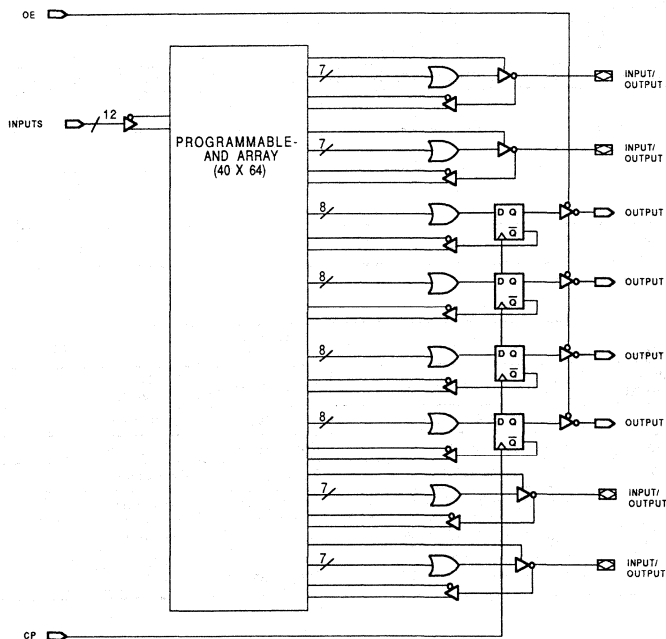 OE
7
INPUT/
OUTPUT
12
INPUTS
PROGRAMMABLE-
AND ARRAY
(40 X 64)
7
INPUT/
OUTPUT
8
D Q
Q
OUTPUT
8
D Q
Q
OUTPUT
8
D Q
Q
OUTPUT
8
D Q
Q
OUTPUT
7
INPUT/
OUTPUT
7
INPUT/
OUTPUT
CP